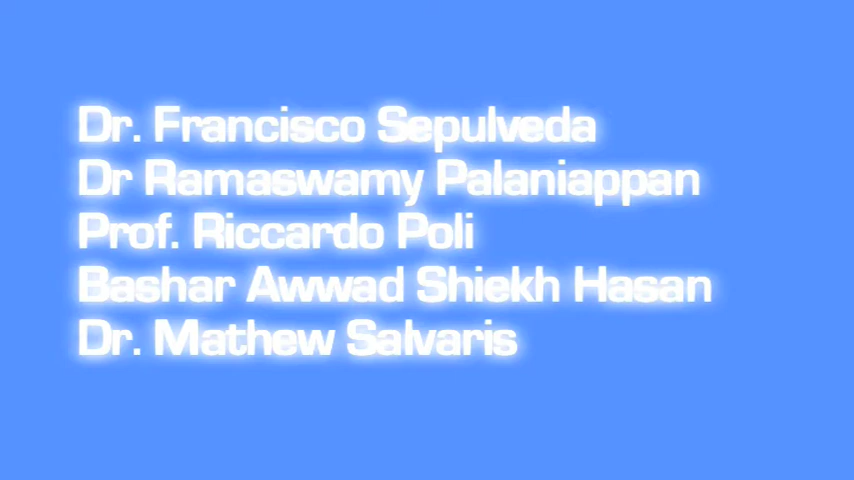 Dr. Francisco Sepulveda
Dr Ramaswamy Palaniappan
Prof. Riccardo Poli
Bashar Awwad Shiekh Hasan
Dr. Mathew Salvaris